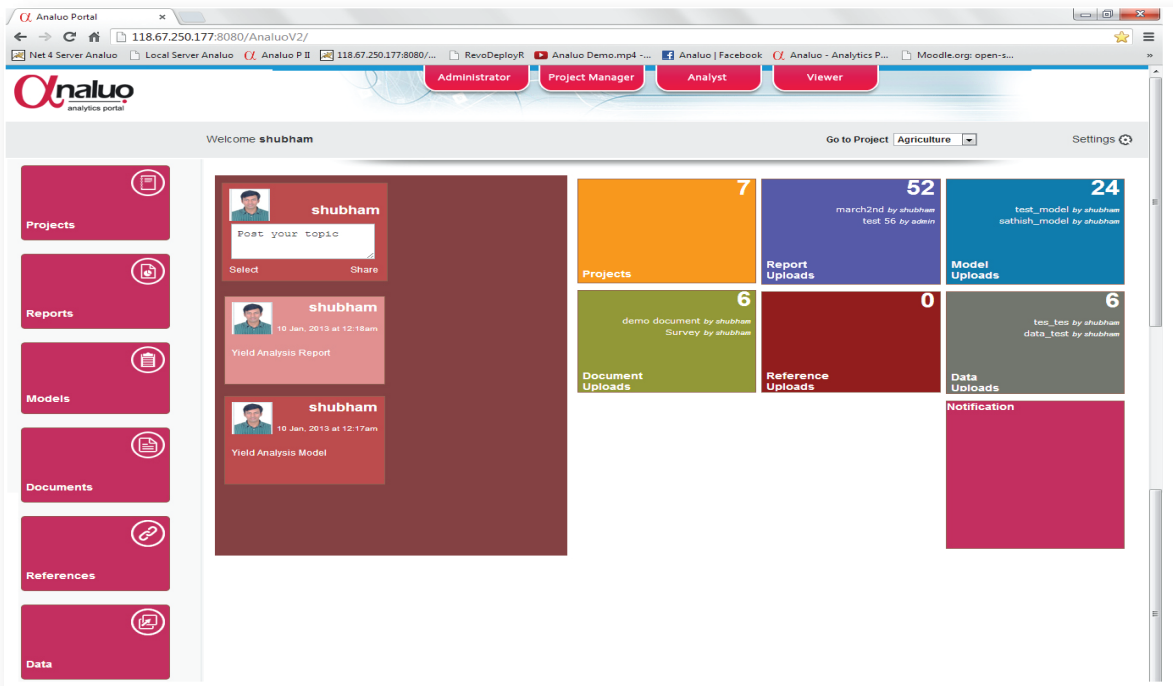 Analuo Portal
118.67.250.177:8080/AnaluoV2/
Net 4 Server Analuo Local Server Analuo Analuo P II 118.67.250.177:8080/... RevoDeployR Analuo Demo.mp4 -... Analuo | Facebook Analuo - Analytics P... Moodle.org: open-s... »
αnaluo
analytics portal
Administrator Project Manager Analyst Viewer
Welcome shubham
Go to Project Agriculture
Settings
Projects
Reports
Models
Documents
References
Data
shubham
Post your topic
Select Share
shubham
10 Jan, 2013 at 12:18am
Yield Analysis Report
shubham
10 Jan, 2013 at 12:17am
Yield Analysis Model
7
Projects
52
march2nd by shubham
test 56 by admin
Report
Uploads
24
test_model by shubham
sathish_model by shubham
Model
Uploads
6
demo document by shubham
Survey by shubham
Document
Uploads
0
Reference
Uploads
6
tes_tes by shubham
data_test by shubham
Data
Uploads
Notification